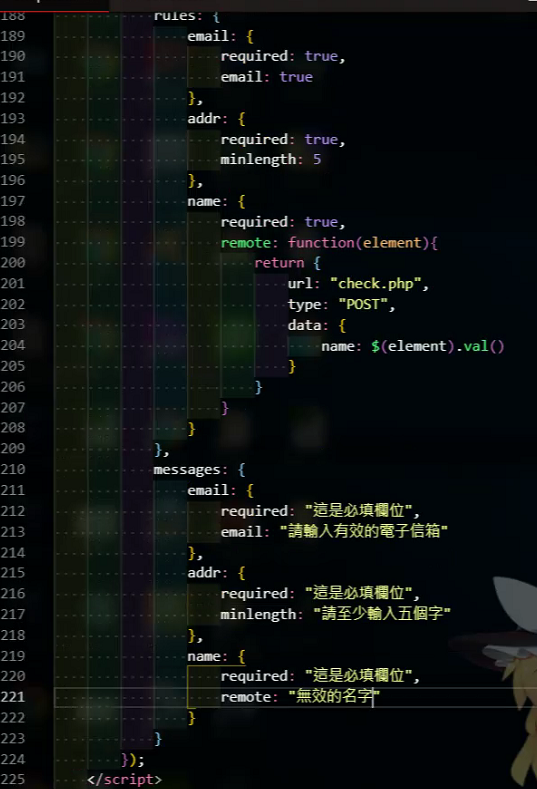 188 rules: {
189 email: {
190 required: true,
191 email: true
192 },
193 addr: {
194 required: true,
195 minlength: 5
196 },
197 name: {
198 required: true,
199 remote: function(element){
200 return {
201 url: "check.php",
202 type: "POST",
203 data: {
204 name: $(element).val()
205 }
206 }
207 }
208 }
209 },
210 messages: {
211 email: {
212 required: "這是必填欄位",
213 email: "請輸入有效的電子信箱"
214 },
215 addr: {
216 required: "這是必填欄位",
217 minlength: "請至少輸入五個字"
218 },
219 name: {
220 required: "這是必填欄位",
221 remote: "無效的名字"
222 }
223 }
224 });
225 </script>